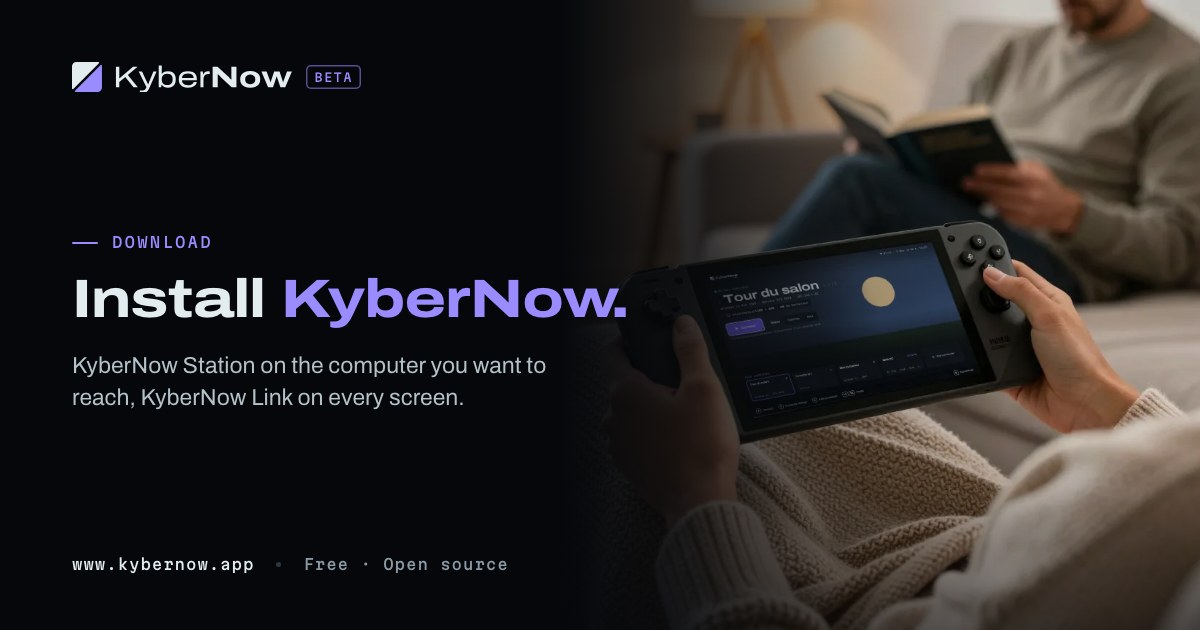 KyberNow BETA
DOWNLOAD
Install KyberNow.
KyberNow Station on the computer you want to
reach, KyberNow Link on every screen.
www.kybernow.app • Free · Open source
Tour du salon